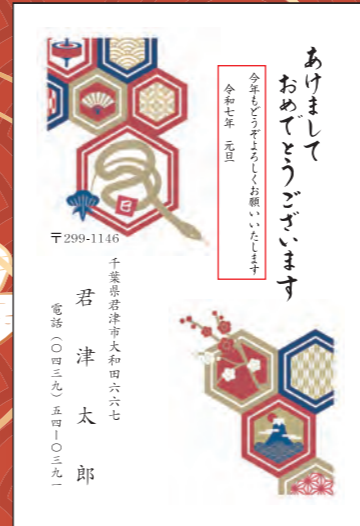 あけまして
おめでとうございます
今年もどうぞよろしくお願いいたします
令和七年 元旦
巳
〒299-1146
千葉県君津市大和田六六七
君津太郎
電話（〇四三九）五四ー〇三九一